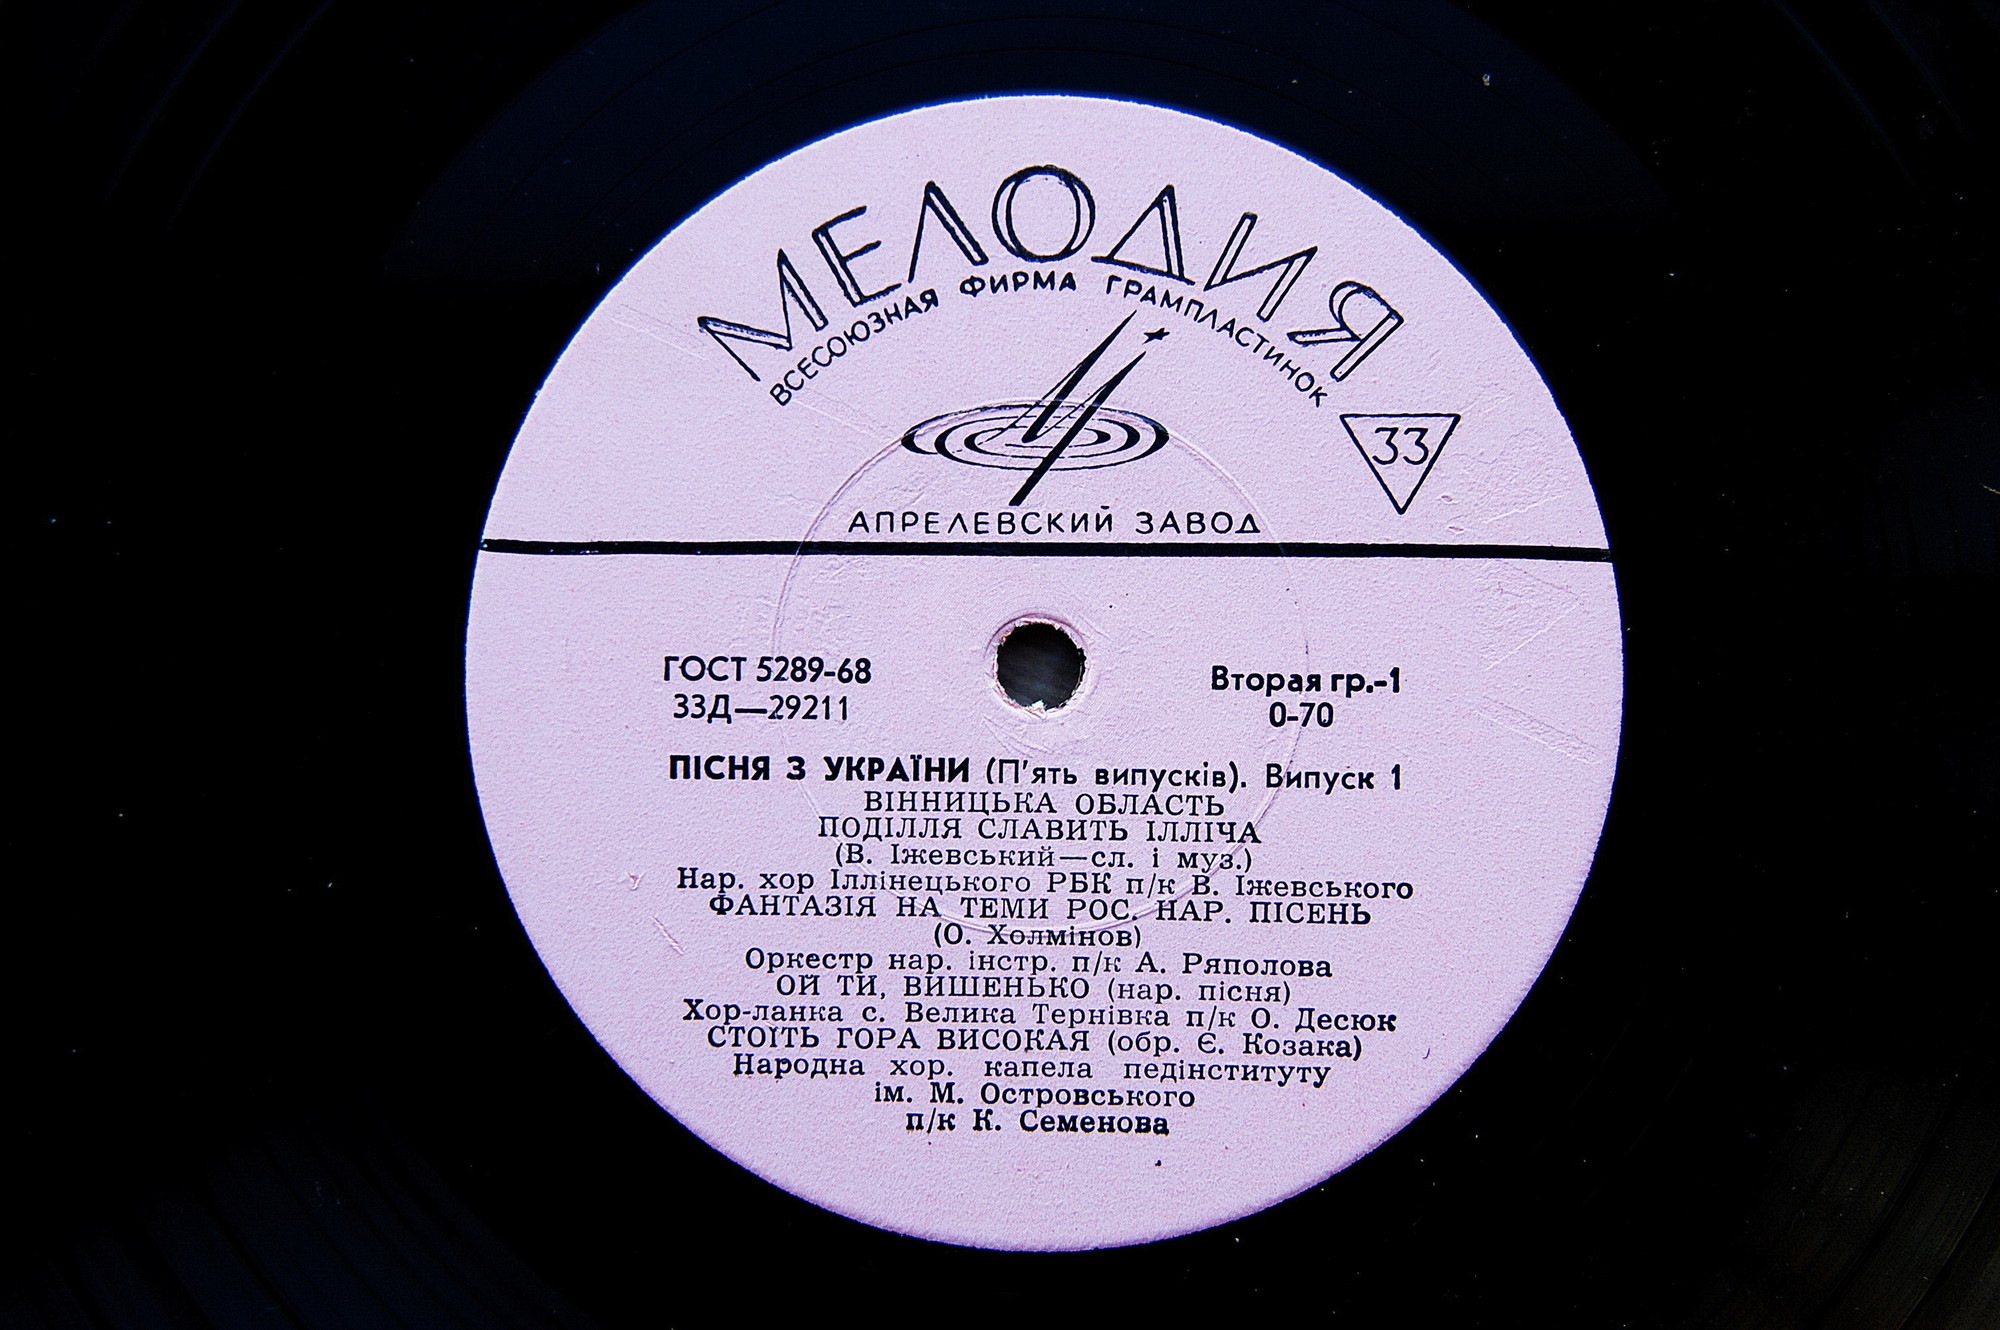 МЕЛОДИЯ
ВСЕСОЮЗНАЯ ФИРМА ГРАМПЛАСТИНОК
33
АПРЕЛЕВСКИЙ ЗАВОД
ГОСТ 5289-68
33Д—29211
Вторая гр.-1
0-70
ПІСНЯ З УКРАЇНИ (П'ять випусків). Випуск 1
ВІННИЦЬКА ОБЛАСТЬ
ПОДІЛЛЯ СЛАВИТЬ ІЛЛІЧА
(В. Іжевський—сл. і муз.)
Нар. хор Іллінецького РБК п/к В. Іжевського
ФАНТАЗІЯ НА ТЕМИ РОС. НАР. ПІСЕНЬ
(О. Холмінов)
Оркестр нар. інстр. п/к А. Ряполова
ОЙ ТИ, ВИШЕНЬКО (нар. пісня)
Хор-ланка с. Велика Тернівка п/к О. Десюк
СТОЇТЬ ГОРА ВИСОКАЯ (обр. Є. Козака)
Народна хор. капела педінституту
ім. М. Островського
п/к К. Семенова